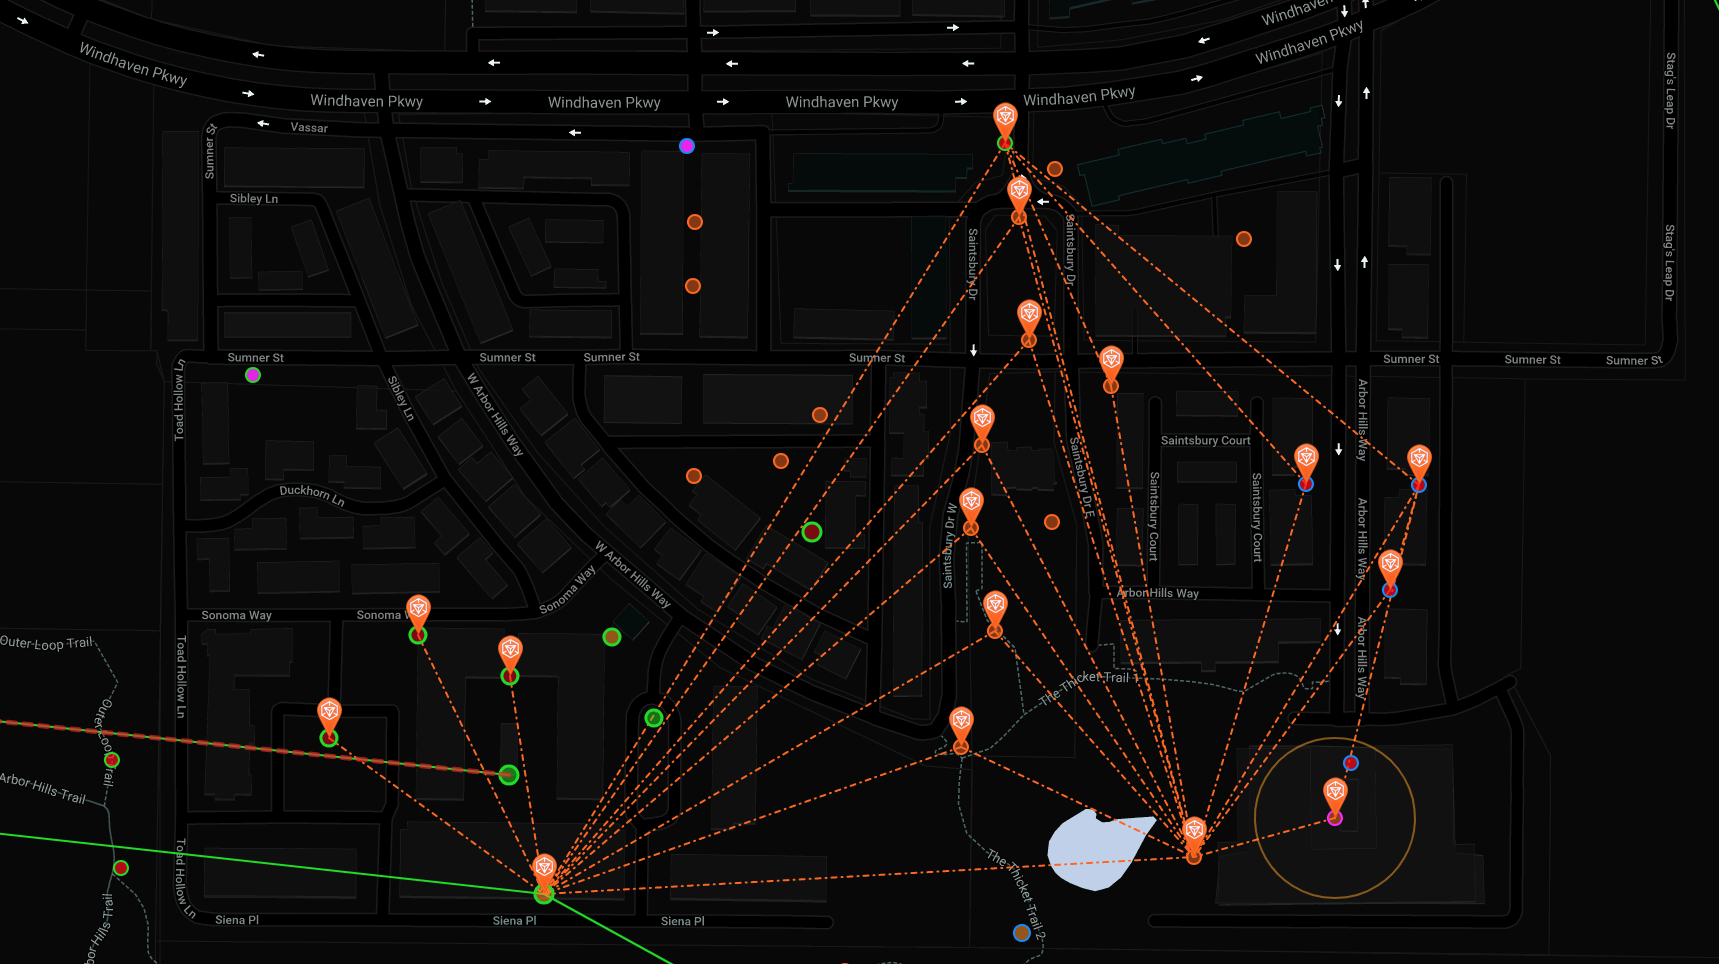 Windhaven Pkwy
Windhaven
Windhaven Pkwy
Windhaven Pkwy
Windhaven Pkwy
Windhaven Pkwy
Windhaven Pkwy
Vassar
Sumner St
Stag's Leap Dr
Sibley Ln
Saintsbury Dr
Saintsbury Dr
Stag's Leap Dr
Sumner St
Sumner St
Sumner St
Sumner St
Sumner St
Sumner St
Sumner St
Toad Hollow Ln
Sibley Ln
W Arbor Hills Way
Arbor Hills Way
Saintsbury Court
Saintsbury Dr E
Duckhorn Ln
Saintsbury Court
Saintsbury Court
Saintsbury Dr W
Arbor Hills Way
W Arbor Hills Way
Sonoma Way
Arbor Hills Way
Sonoma Way
Sonoma W
Outer Loop Trail
Toad Hollow Ln
Arbor Hills Way
The Thicket Trail
Outer Loop Trail
Arbor Hills Trail
Toad Hollow Ln
The Thicket Trail 2
Siena Pl
Siena Pl
Siena Pl
bor Hills Trail